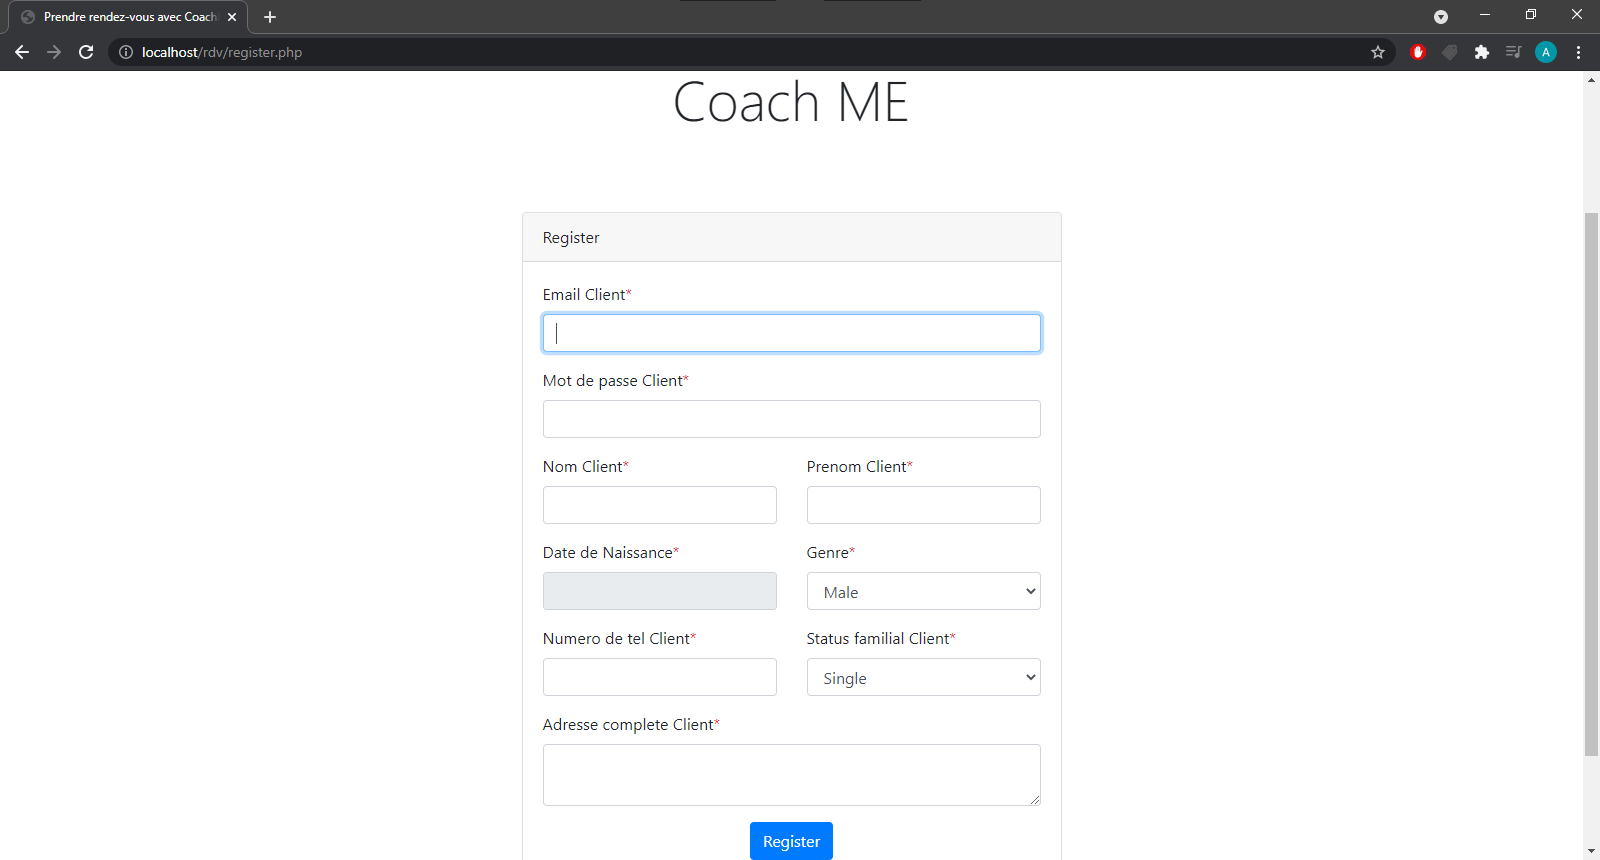 Prendre rendez-vous avec Coach
localhost/rdv/register.php
A
Coach ME
Register
Email Client*
Mot de passe Client*
Nom Client* Prenom Client*
Date de Naissance* Genre*
Male
Numero de tel Client* Status familial Client*
Single
Adresse complete Client*
Register